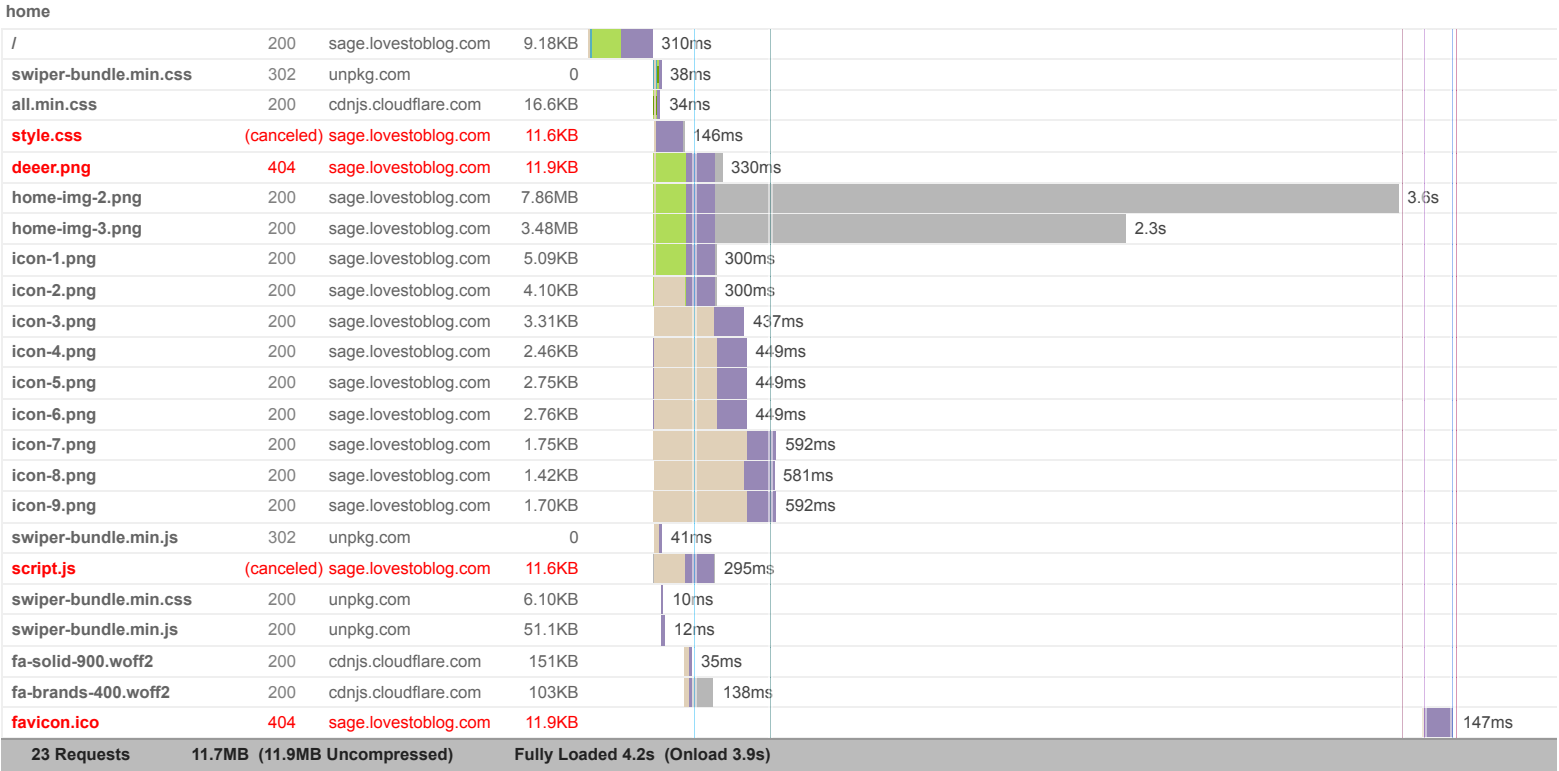 home
/ 200 sage.lovestoblog.com 9.18KB 310ms
swiper-bundle.min.css 302 unpkg.com 0 38ms
all.min.css 200 cdnjs.cloudflare.com 16.6KB 34ms
style.css (canceled) sage.lovestoblog.com 11.6KB 146ms
deeer.png 404 sage.lovestoblog.com 11.9KB 330ms
home-img-2.png 200 sage.lovestoblog.com 7.86MB 3.6s
home-img-3.png 200 sage.lovestoblog.com 3.48MB 2.3s
icon-1.png 200 sage.lovestoblog.com 5.09KB 300ms
icon-2.png 200 sage.lovestoblog.com 4.10KB 300ms
icon-3.png 200 sage.lovestoblog.com 3.31KB 437ms
icon-4.png 200 sage.lovestoblog.com 2.46KB 449ms
icon-5.png 200 sage.lovestoblog.com 2.75KB 449ms
icon-6.png 200 sage.lovestoblog.com 2.76KB 449ms
icon-7.png 200 sage.lovestoblog.com 1.75KB 592ms
icon-8.png 200 sage.lovestoblog.com 1.42KB 581ms
icon-9.png 200 sage.lovestoblog.com 1.70KB 592ms
swiper-bundle.min.js 302 unpkg.com 0 41ms
script.js (canceled) sage.lovestoblog.com 11.6KB 295ms
swiper-bundle.min.css 200 unpkg.com 6.10KB 10ms
swiper-bundle.min.js 200 unpkg.com 51.1KB 12ms
fa-solid-900.woff2 200 cdnjs.cloudflare.com 151KB 35ms
fa-brands-400.woff2 200 cdnjs.cloudflare.com 103KB 138ms
favicon.ico 404 sage.lovestoblog.com 11.9KB 147ms
23 Requests 11.7MB (11.9MB Uncompressed) Fully Loaded 4.2s (Onload 3.9s)